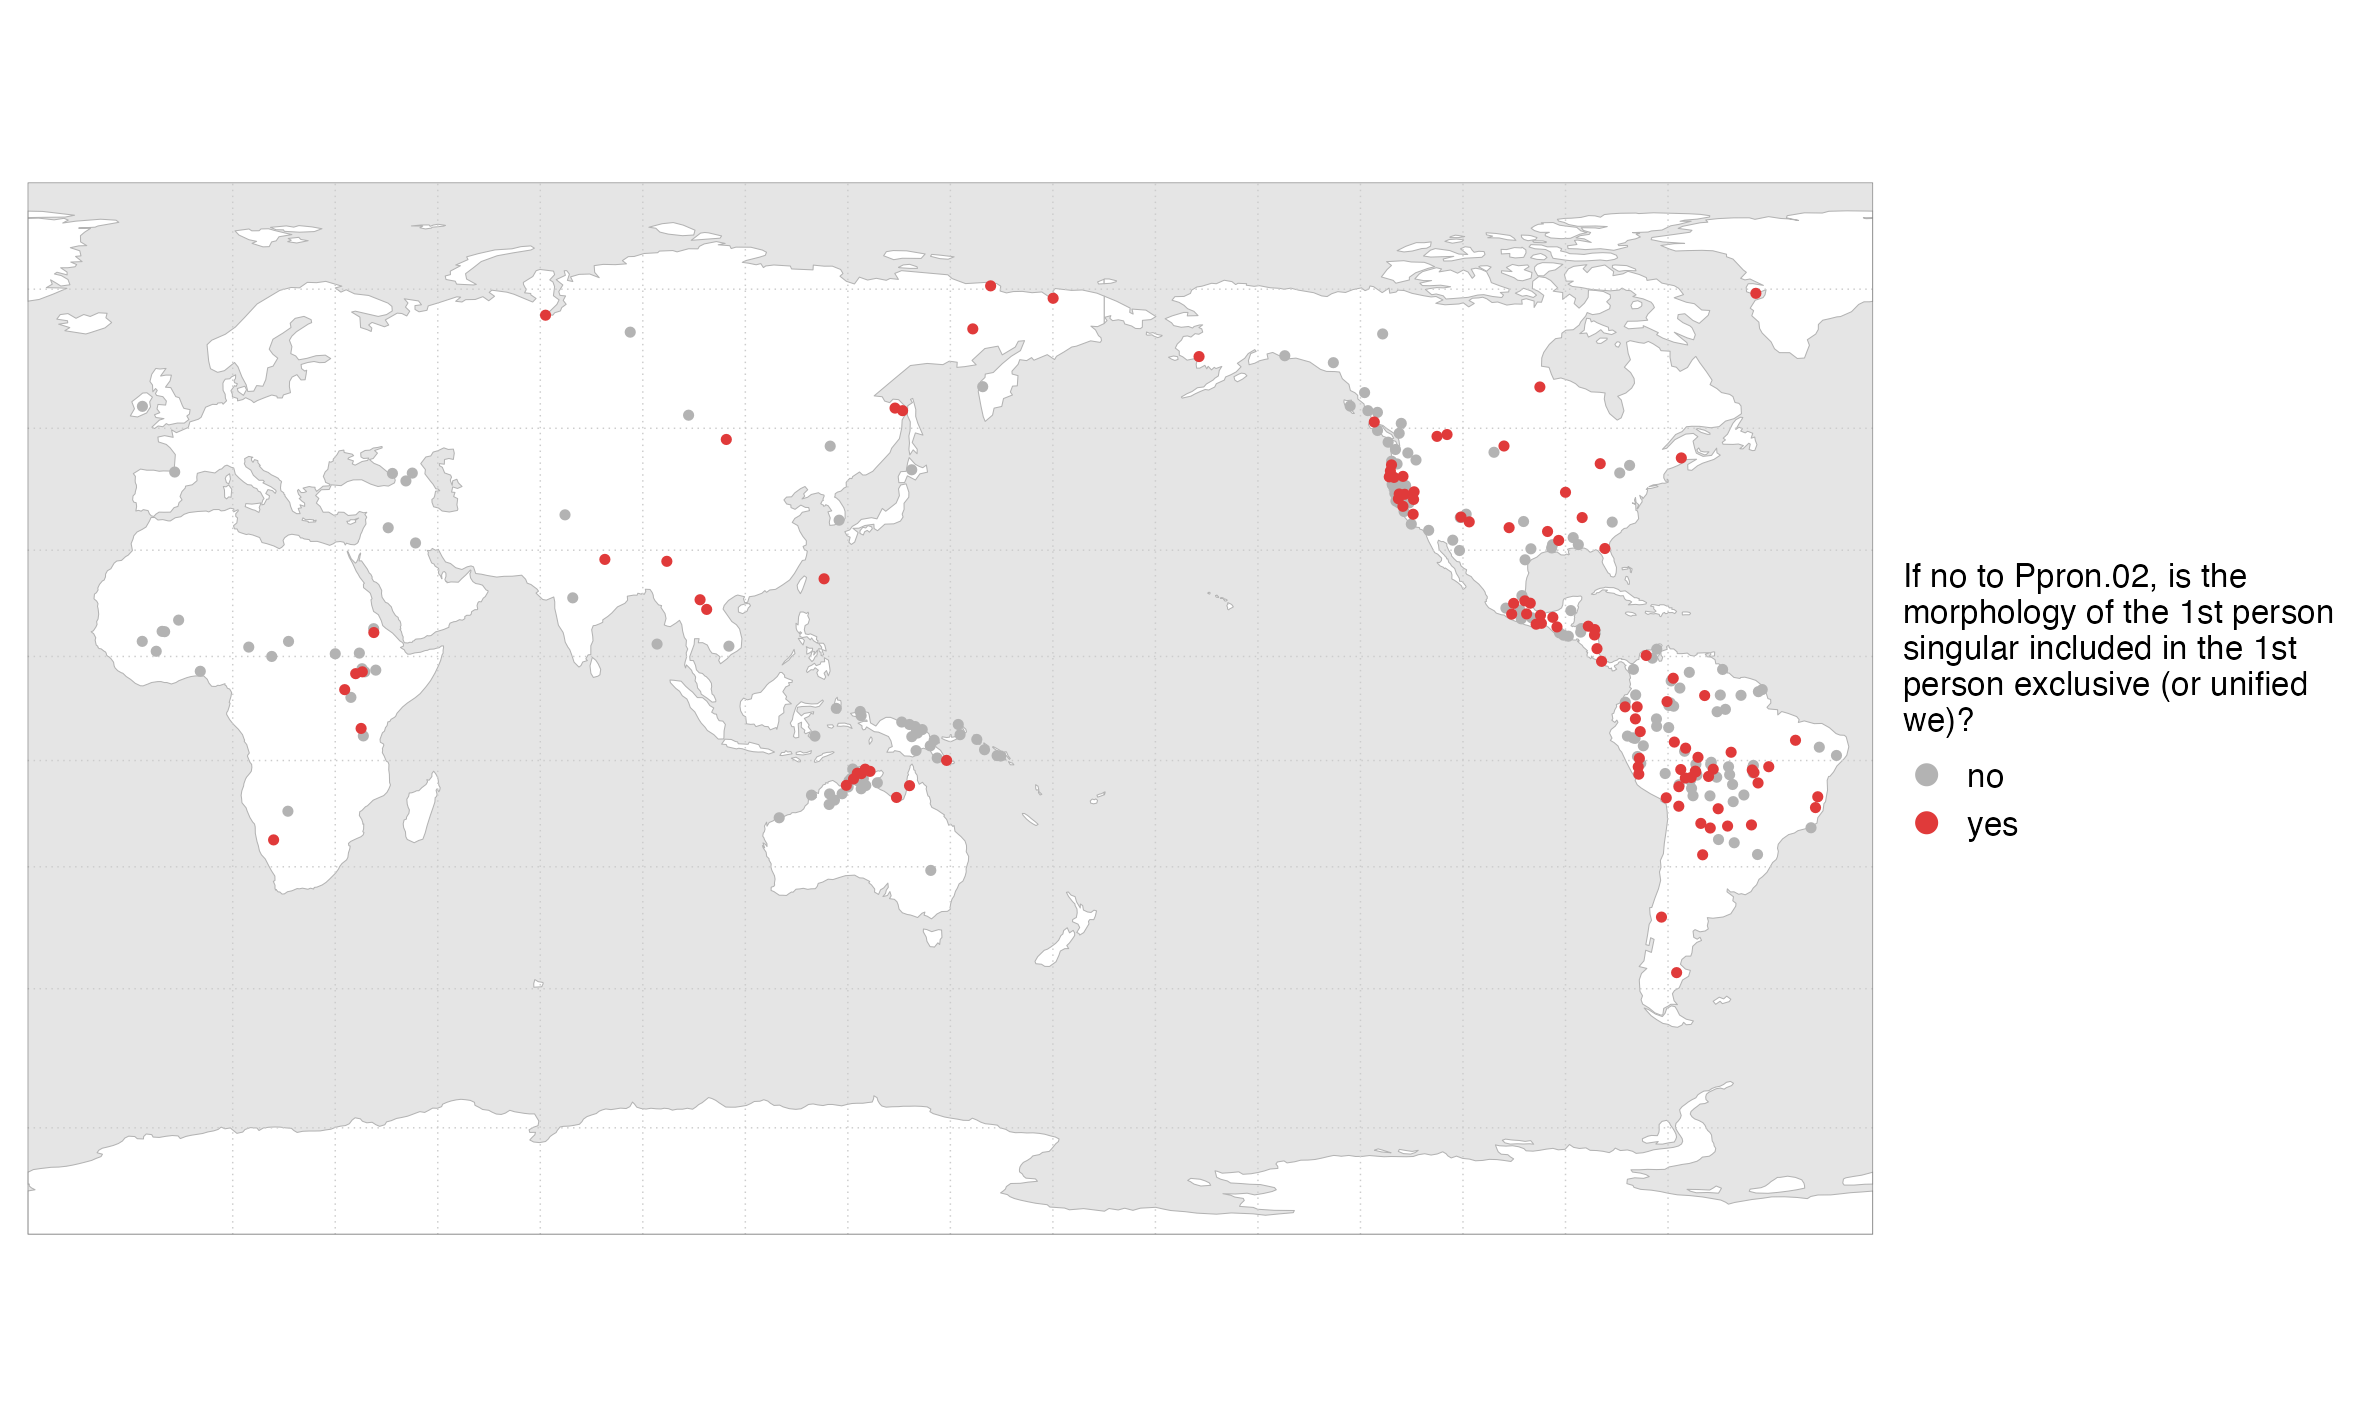 If no to Ppron.02, is the
morphology of the 1st person
singular included in the 1st
person exclusive (or unified
we)?
no
yes